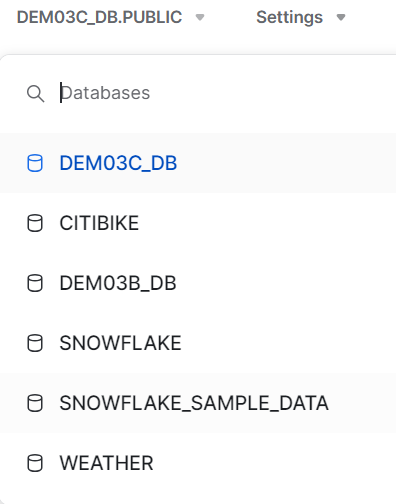 DEM03C_DB.PUBLIC Settings
Databases
DEM03C_DB
CITIBIKE
DEM03B_DB
SNOWFLAKE
SNOWFLAKE_SAMPLE_DATA
WEATHER